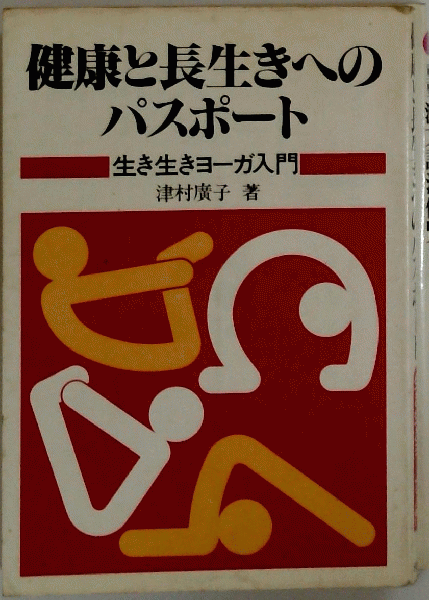 健康と長生きへの
パスポート
生き生きヨーガ入門
津村廣子 著